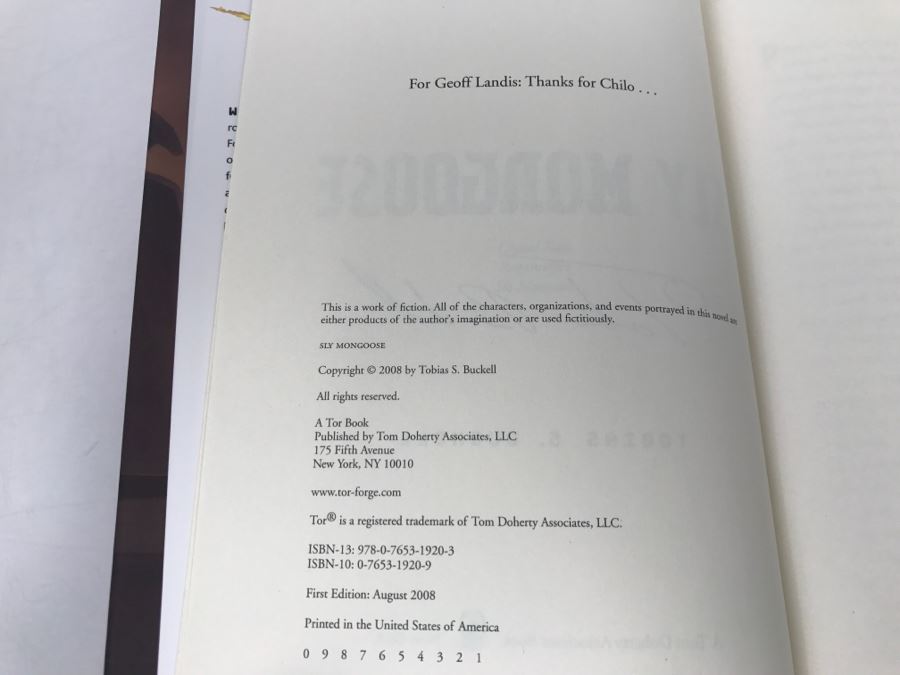 For Geoff Landis: Thanks for Chilo . . .
MONGOOSE
This is a work of fiction. All of the characters, organizations, and events portrayed in this novel are
either products of the author's imagination or are used fictitiously.
SLY MONGOOSE
Copyright © 2008 by Tobias S. Buckell
All rights reserved.
A Tor Book
Published by Tom Doherty Associates, LLC
175 Fifth Avenue
New York, NY 10010
www.tor-forge.com
Tor® is a registered trademark of Tom Doherty Associates, LLC.
ISBN-13: 978-0-7653-1920-3
ISBN-10: 0-7653-1920-9
First Edition: August 2008
Printed in the United States of America
0 9 8 7 6 5 4 3 2 1